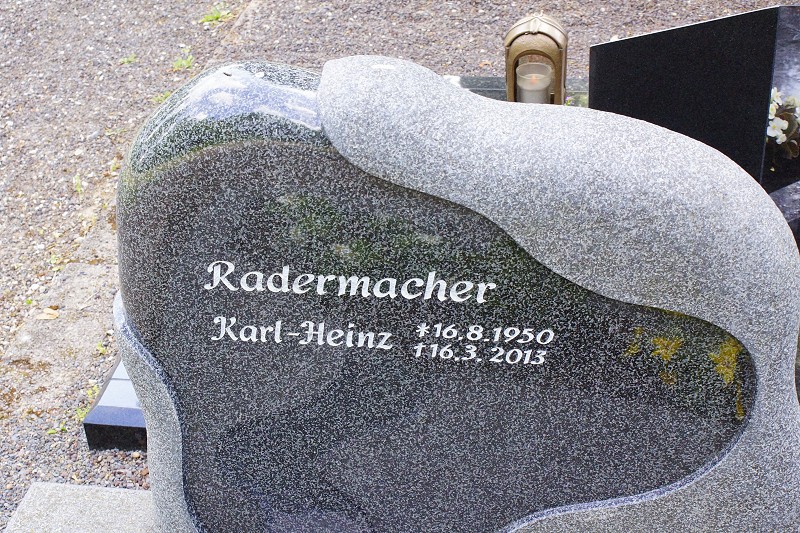 Radermacher
Karl-Heinz *16.8.1950
†16.3.2013